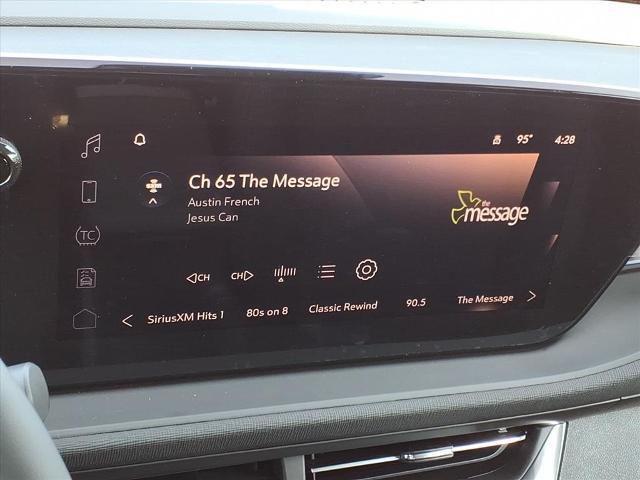 95° 4:28
Ch 65 The Message
Austin French
Jesus Can
the
message
TC
CH CH
SiriusXM Hits 1 80s on 8 Classic Rewind 90.5 The Message